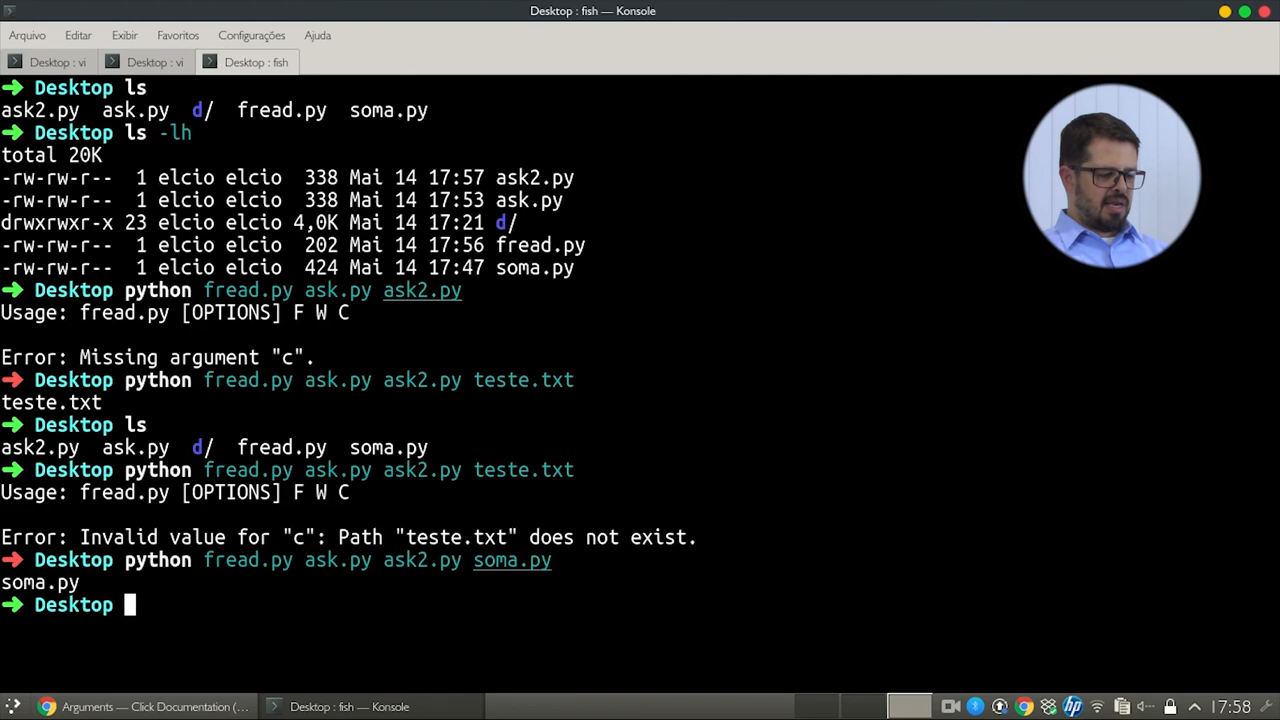 Desktop : fish — Konsole
Arquivo Editar Exibir Favoritos Configurações Ajuda
Desktop : vi Desktop : vi Desktop : fish
➜ Desktop ls
ask2.py ask.py d/ fread.py soma.py
➜ Desktop ls -lh
total 20K
-rw-rw-r-- 1 elcio elcio 338 Mai 14 17:57 ask2.py
-rw-rw-r-- 1 elcio elcio 338 Mai 14 17:53 ask.py
drwxrwxr-x 23 elcio elcio 4,0K Mai 14 17:21 d/
-rw-rw-r-- 1 elcio elcio 202 Mai 14 17:56 fread.py
-rw-rw-r-- 1 elcio elcio 424 Mai 14 17:47 soma.py
➜ Desktop python fread.py ask.py ask2.py
Usage: fread.py [OPTIONS] F W C
Error: Missing argument "c".
➜ Desktop python fread.py ask.py ask2.py teste.txt
teste.txt
➜ Desktop ls
ask2.py ask.py d/ fread.py soma.py
➜ Desktop python fread.py ask.py ask2.py teste.txt
Usage: fread.py [OPTIONS] F W C
Error: Invalid value for "c": Path "teste.txt" does not exist.
➜ Desktop python fread.py ask.py ask2.py soma.py
soma.py
➜ Desktop
Arguments — Click Documentation (... Desktop : fish — Konsole hp 17:58